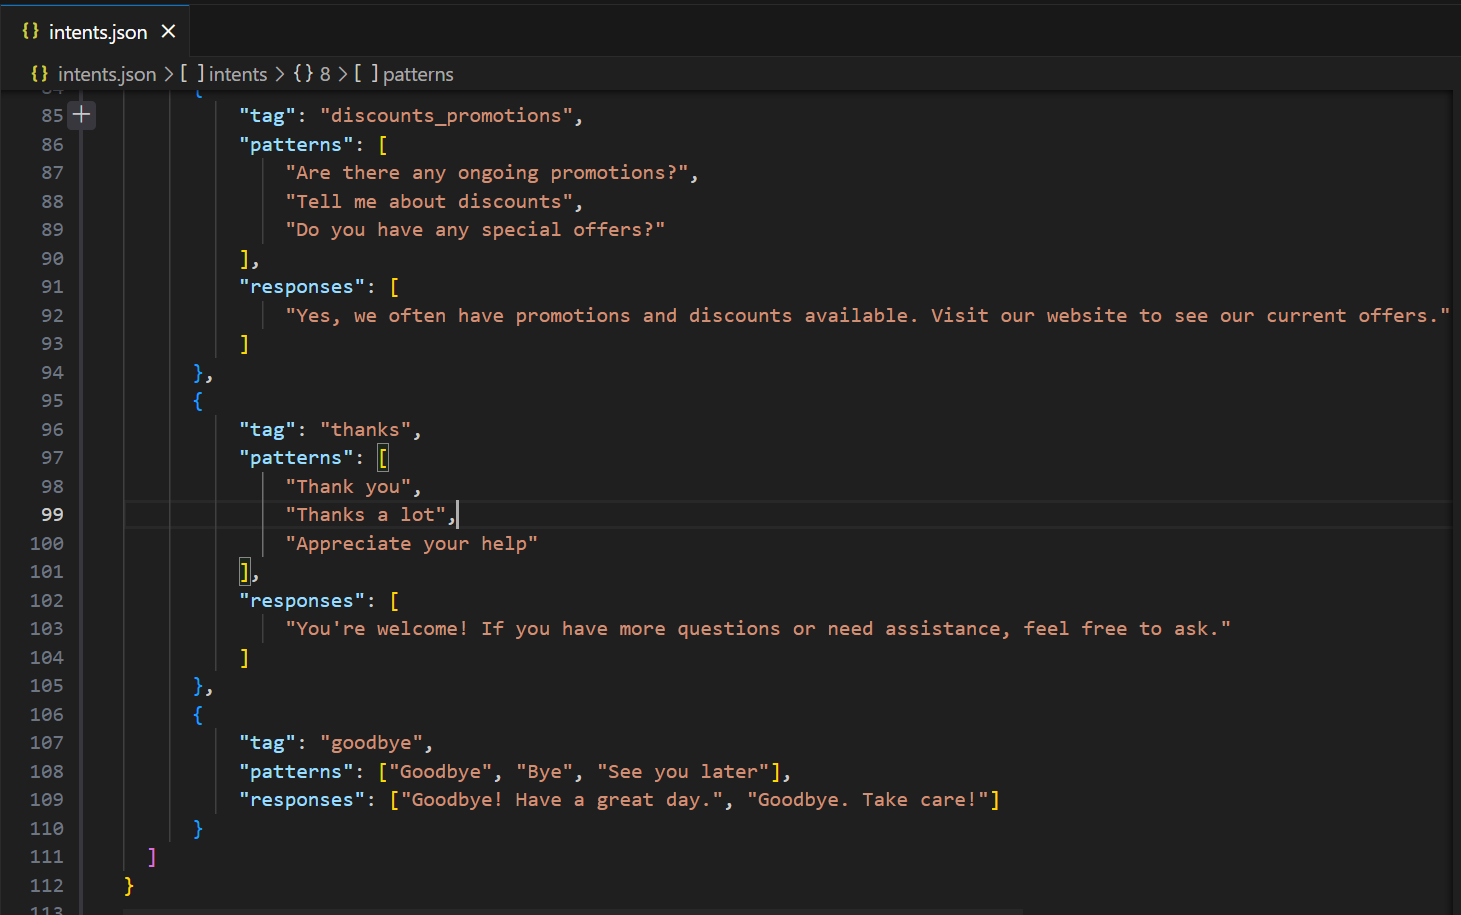 {} intents.json ×
{} intents.json > [ ] intents > {} 8 > [ ] patterns
84 {
85 + "tag": "discounts_promotions",
86 "patterns": [
87 "Are there any ongoing promotions?",
88 "Tell me about discounts",
89 "Do you have any special offers?"
90 ],
91 "responses": [
92 "Yes, we often have promotions and discounts available. Visit our website to see our current offers."
93 ]
94 },
95 {
96 "tag": "thanks",
97 "patterns": [
98 "Thank you",
99 "Thanks a lot",
100 "Appreciate your help"
101 ],
102 "responses": [
103 "You're welcome! If you have more questions or need assistance, feel free to ask."
104 ]
105 },
106 {
107 "tag": "goodbye",
108 "patterns": ["Goodbye", "Bye", "See you later"],
109 "responses": ["Goodbye! Have a great day.", "Goodbye. Take care!"]
110 }
111 ]
112 }
113